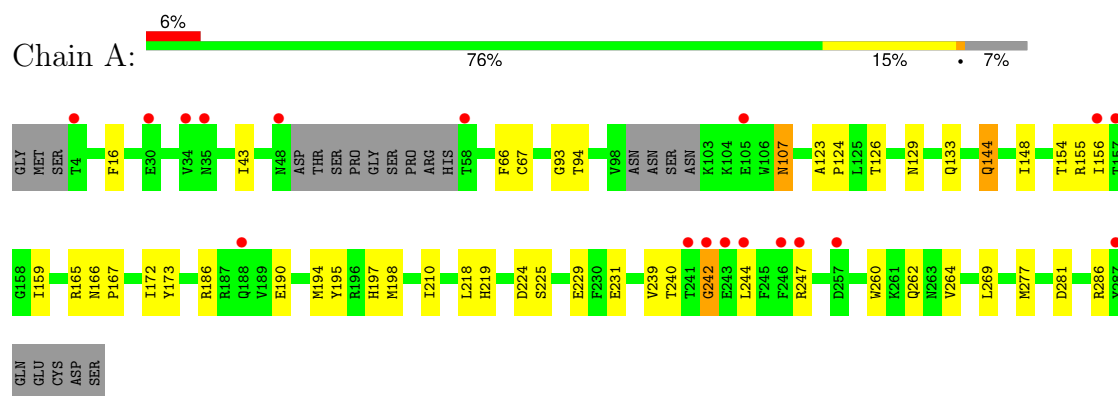 6%
Chain A:
76% 15% • 7%
GLY MET SER T4 F16 E30 V34 N35 I43 N48 ASP THR SER PRO GLY SER PRO ARG HIS T58 F66 C67 G93 T94 V98 ASN ASN SER ASN K103 K104 E105 W106 N107 A123 P124 L125 T126 N129 Q133 Q144 I148 T154 R155 I156 T157
G158 I159 R165 N166 P167 I172 Y173 R186 R187 Q188 V189 E190 M194 Y195 R196 H197 M198 I210 L218 H219 D224 S225 E229 F230 E231 V239 T240 T241 G242 E243 L244 F245 F246 R247 D257 W260 K261 Q262 N263 V264 L269 M277 D281 R286
GLN GLU CYS ASP SER